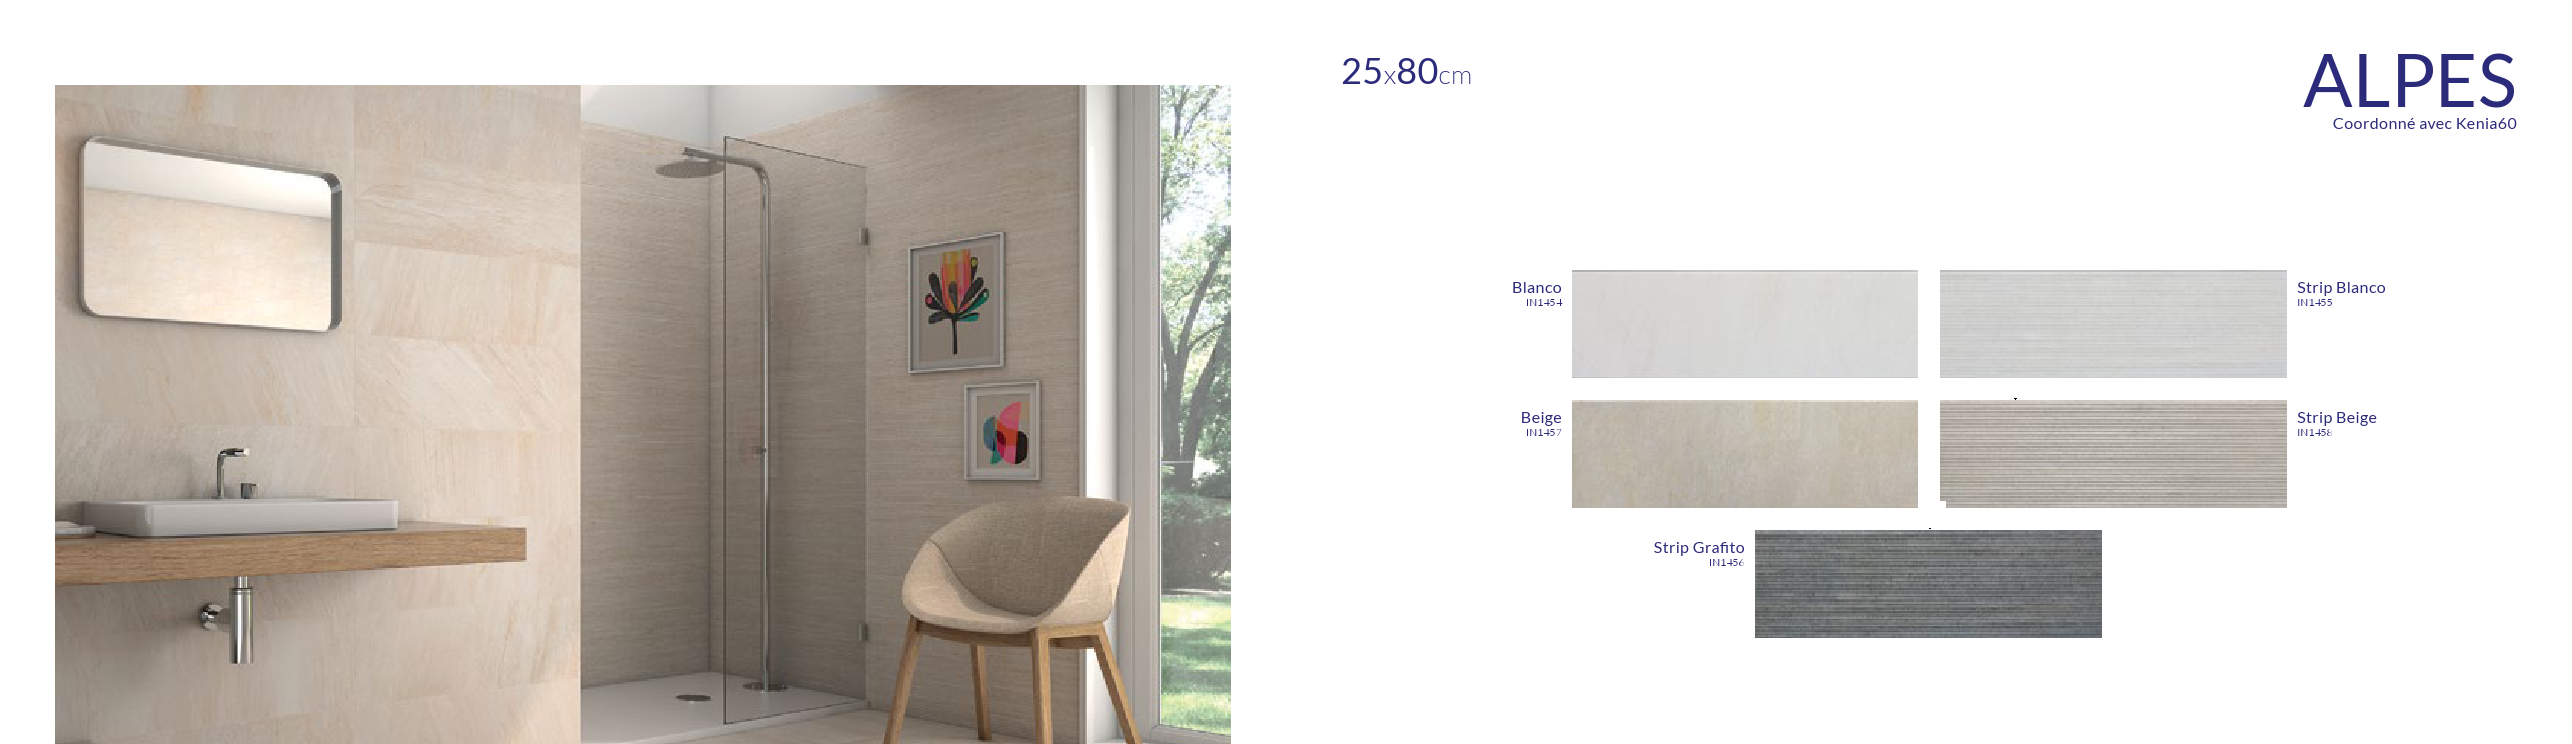 25x80cm
ALPES
Coordonné avec Kenia60
Blanco
IN1454
Strip Blanco
IN1455
Beige
IN1457
Strip Beige
IN1458
Strip Grafito
IN1456